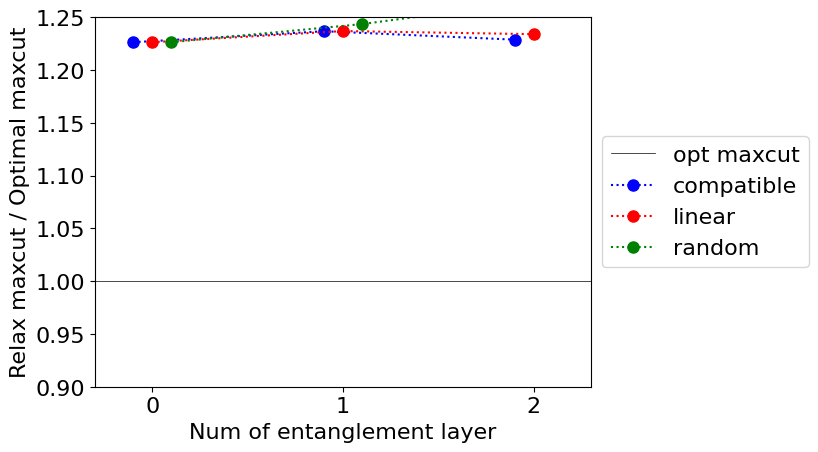 Relax maxcut / Optimal maxcut
1.25
1.20
1.15
1.10
1.05
1.00
0.95
0.90
0 1 2
Num of entanglement layer
opt maxcut
compatible
linear
random